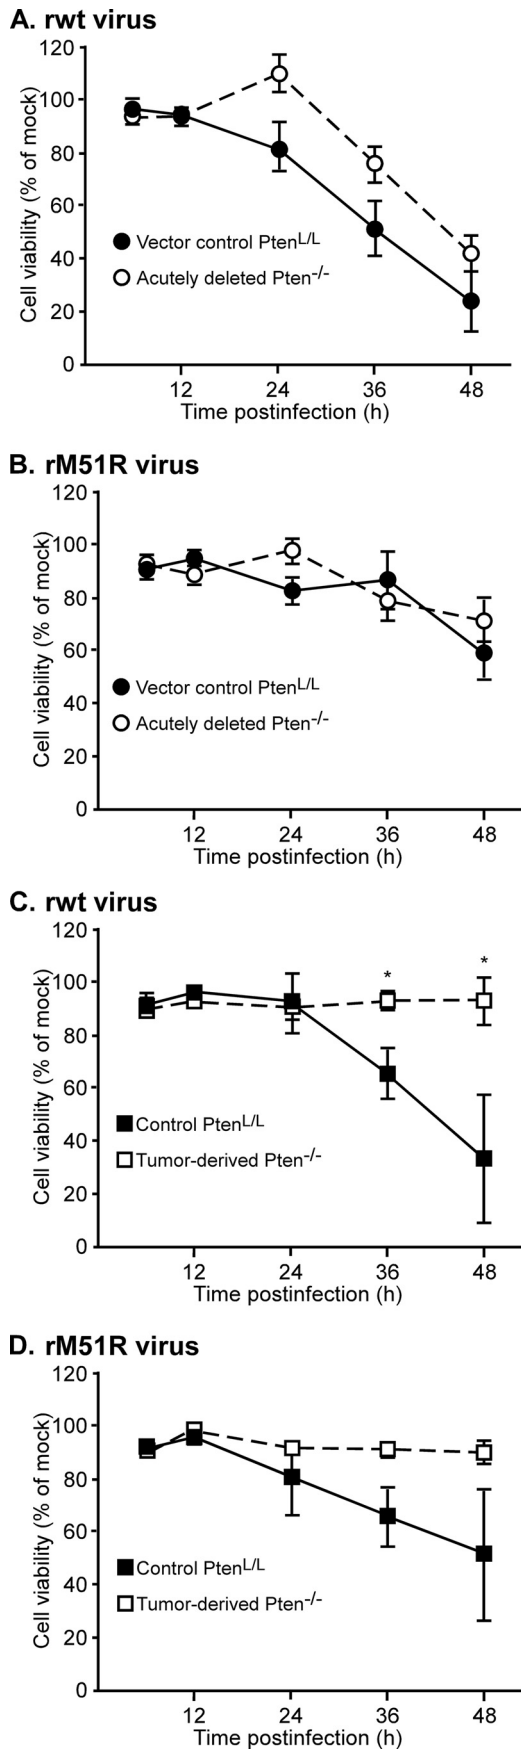 A. rwt virus
120
100
80
60
40
20
0
Cell viability (% of mock)
Vector control Pten^L/L
Acutely deleted Pten^-/-
12 24 36 48
Time postinfection (h)
B. rM51R virus
120
100
80
60
40
20
0
Cell viability (% of mock)
Vector control Pten^L/L
Acutely deleted Pten^-/-
12 24 36 48
Time postinfection (h)
C. rwt virus
120
100
80
60
40
20
0
Cell viability (% of mock)
* *
Control Pten^L/L
Tumor-derived Pten^-/-
12 24 36 48
Time postinfection (h)
D. rM51R virus
120
100
80
60
40
20
0
Cell viability (% of mock)
Control Pten^L/L
Tumor-derived Pten^-/-
12 24 36 48
Time postinfection (h)